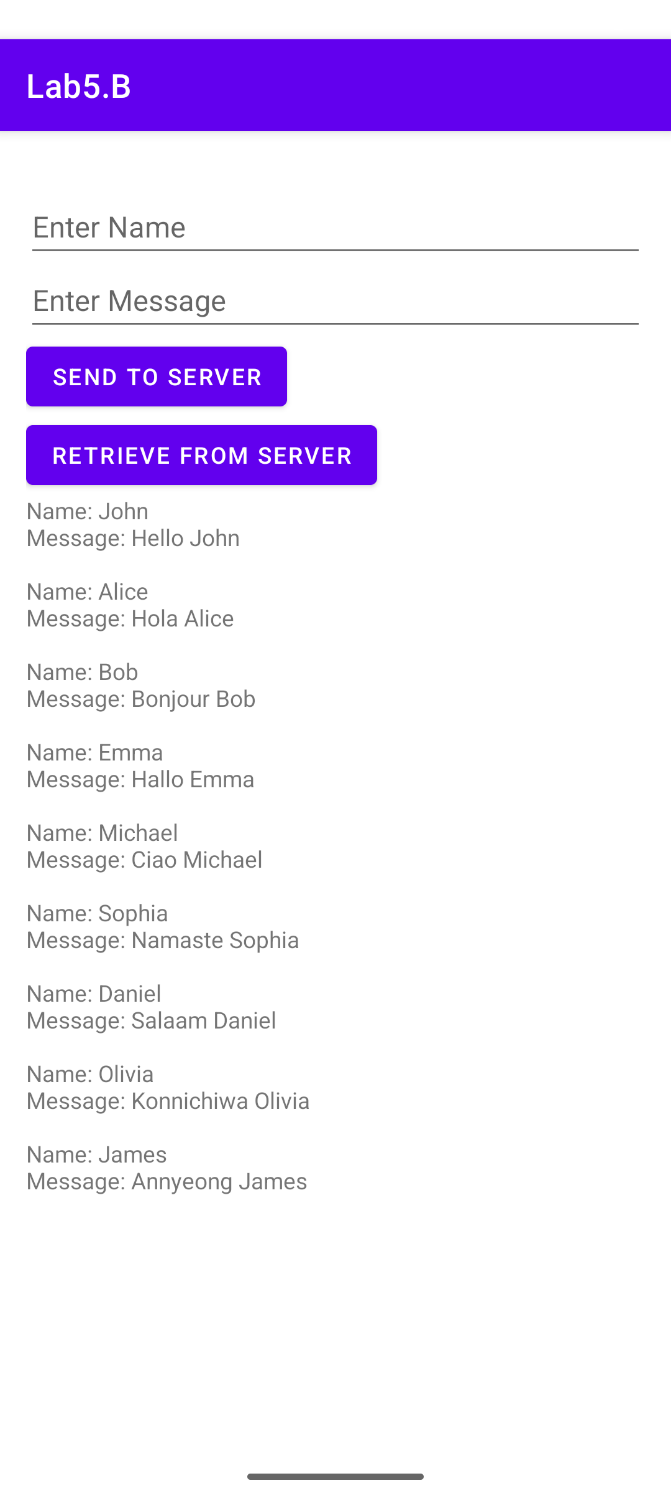 Lab5.B
Enter Name
Enter Message
SEND TO SERVER
RETRIEVE FROM SERVER
Name: John
Message: Hello John
Name: Alice
Message: Hola Alice
Name: Bob
Message: Bonjour Bob
Name: Emma
Message: Hallo Emma
Name: Michael
Message: Ciao Michael
Name: Sophia
Message: Namaste Sophia
Name: Daniel
Message: Salaam Daniel
Name: Olivia
Message: Konnichiwa Olivia
Name: James
Message: Annyeong James